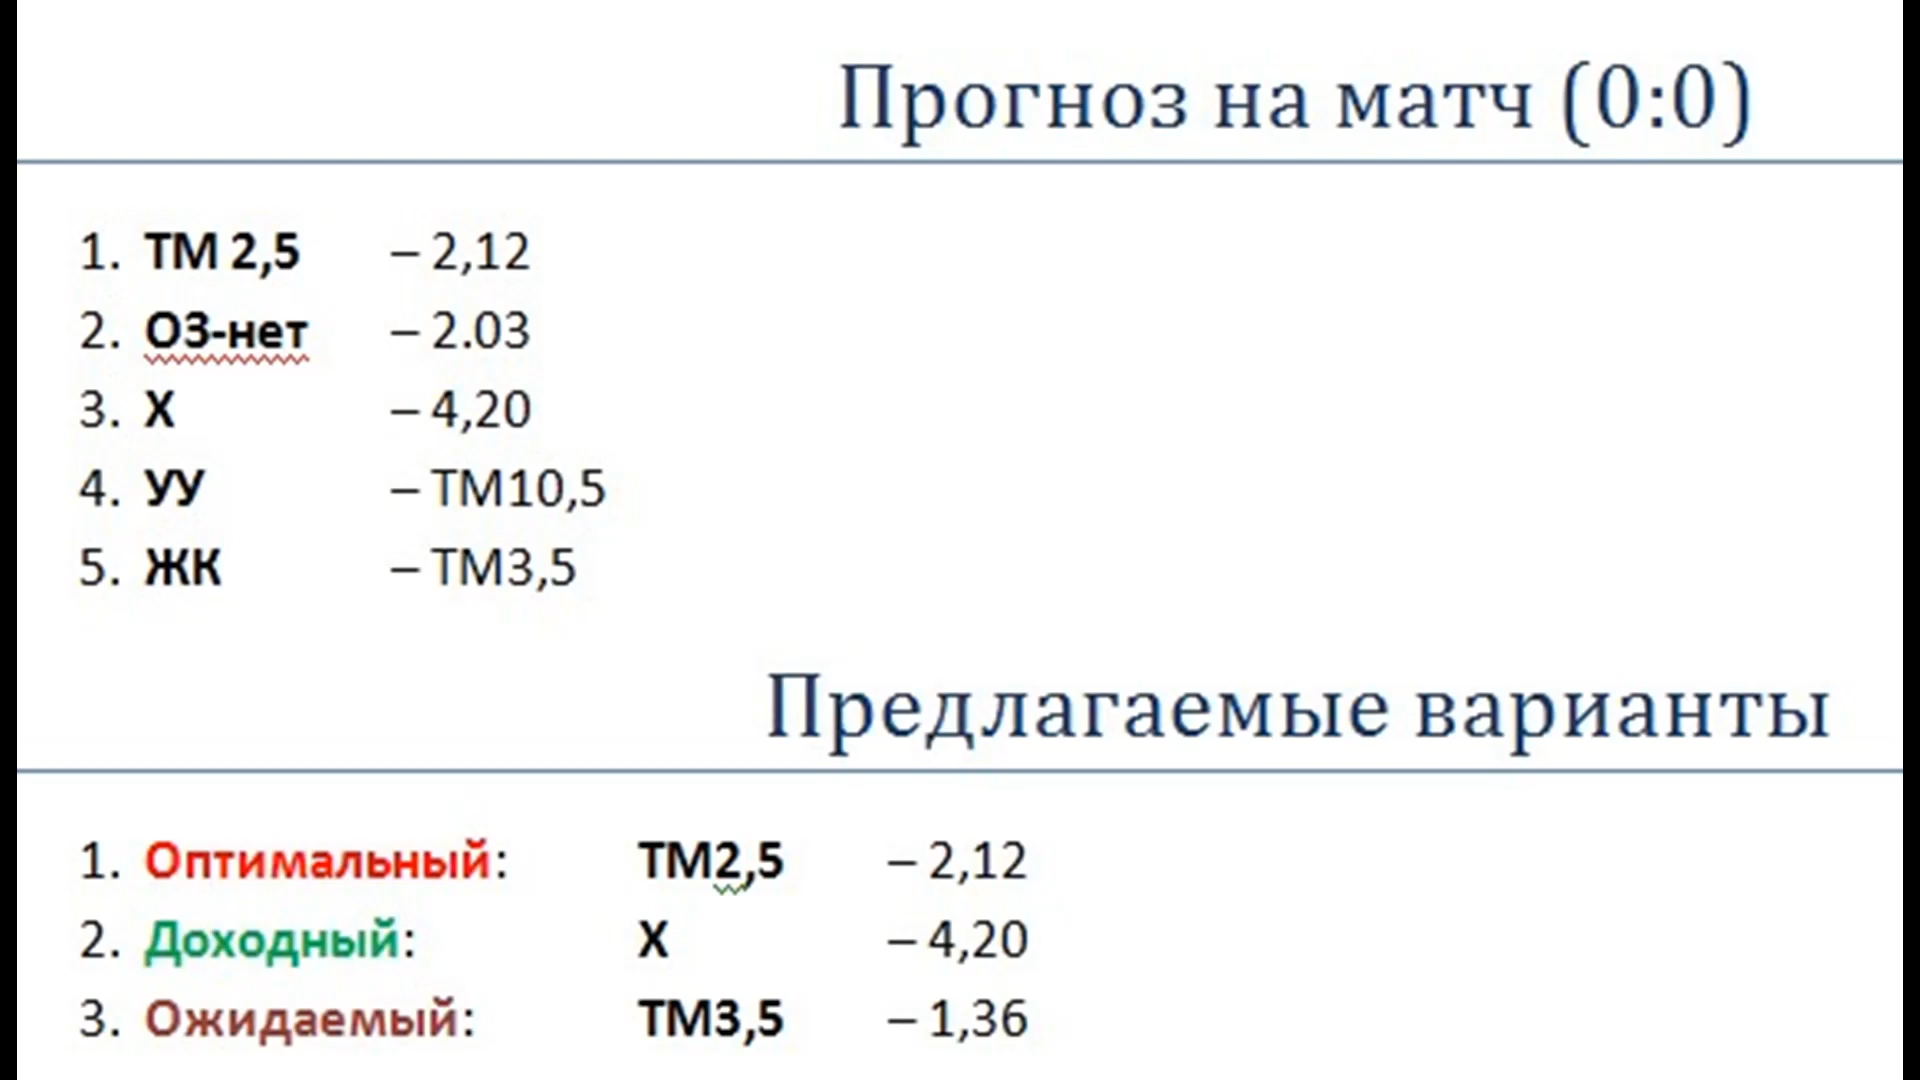 Прогноз на матч (0:0)
1. ТМ 2,5 – 2,12
2. ОЗ-нет – 2.03
3. Х – 4,20
4. УУ – ТМ10,5
5. ЖК – ТМ3,5
Предлагаемые варианты
1. Оптимальный: ТМ2,5 – 2,12
2. Доходный: Х – 4,20
3. Ожидаемый: ТМ3,5 – 1,36